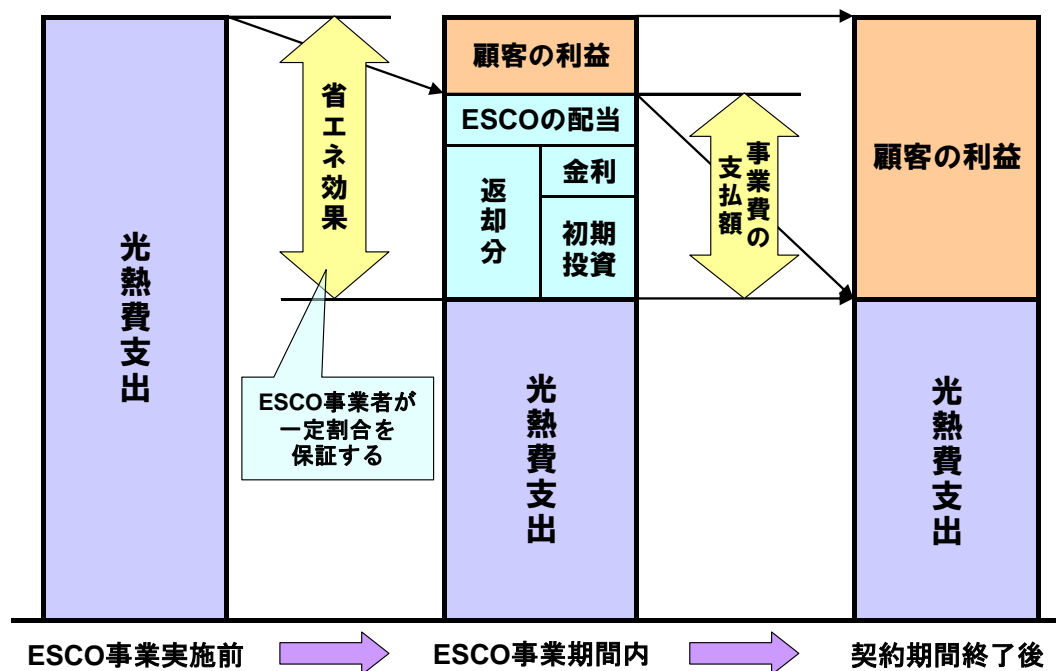 光熱費支出
省エネ効果
ESCO事業者が
一定割合を
保証する
顧客の利益
ESCOの配当
返却分
金利
初期
投資
光熱費支出
事業費の
支払額
顧客の利益
光熱費支出
ESCO事業実施前
ESCO事業期間内
契約期間終了後